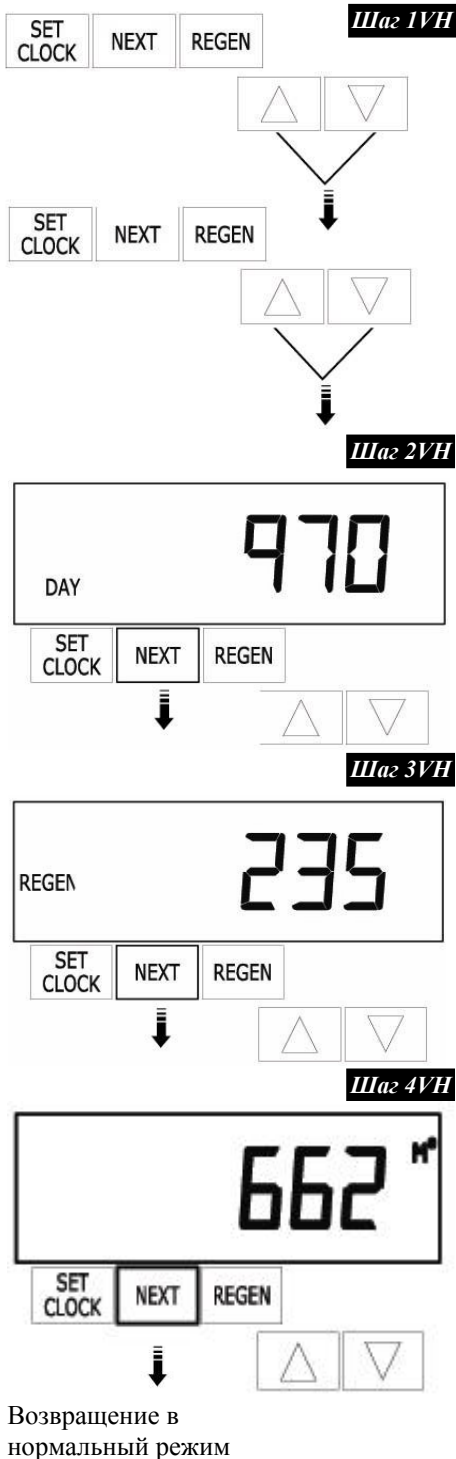 Шаг 1VH
SET CLOCK NEXT REGEN
SET CLOCK NEXT REGEN
Шаг 2VH
970
DAY
SET CLOCK NEXT REGEN
Шаг 3VH
235
REGEN
SET CLOCK NEXT REGEN
Шаг 4VH
662 м³
SET CLOCK NEXT REGEN
Возвращение в
нормальный режим